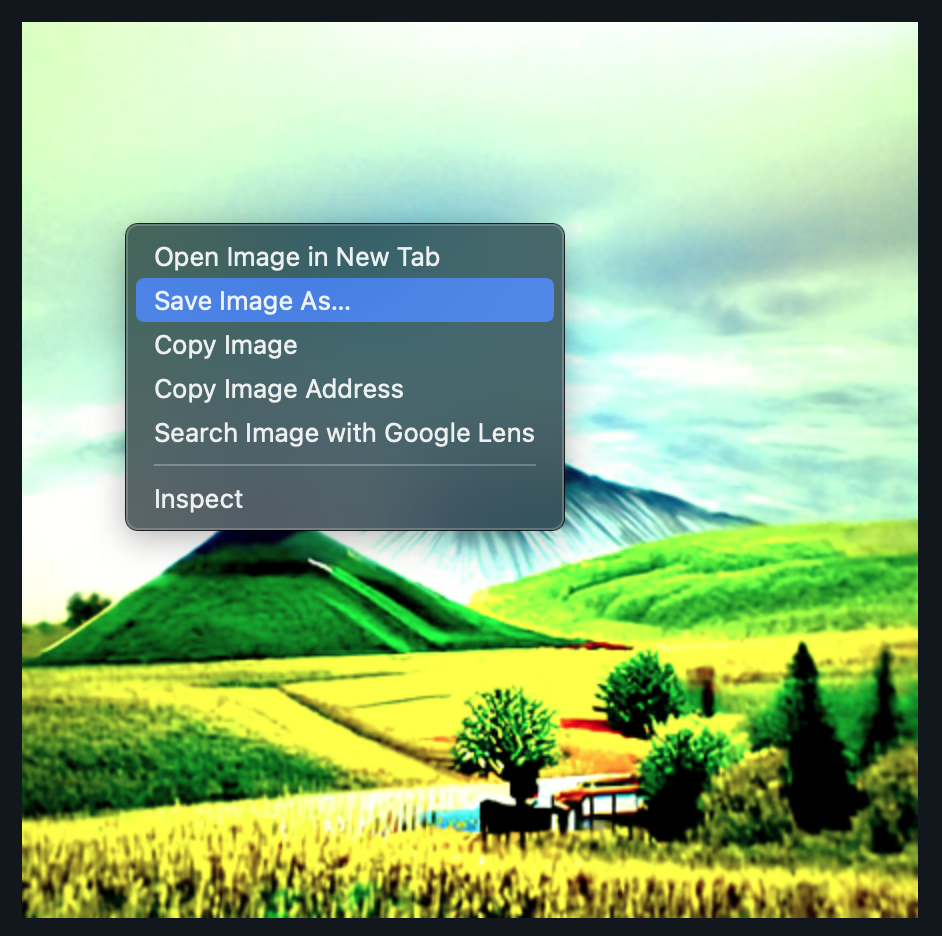 Open Image in New Tab
Save Image As...
Copy Image
Copy Image Address
Search Image with Google Lens
Inspect